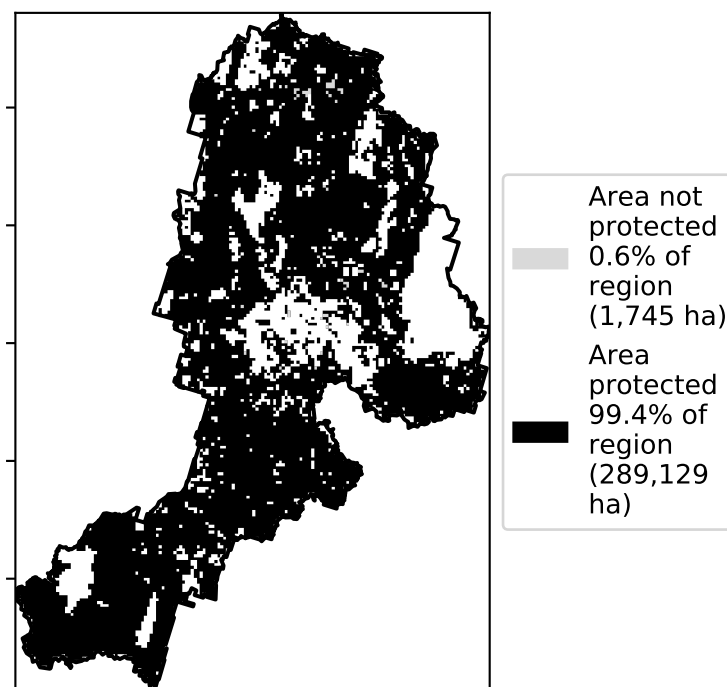 Area not
protected
0.6% of
region
(1,745 ha)
Area
protected
99.4% of
region
(289,129
ha)